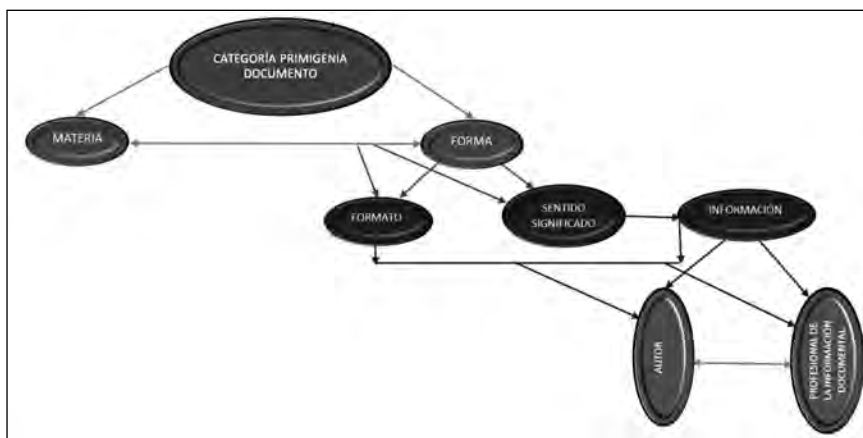 CATEGORÍA PRIMIGENIA
DOCUMENTO
MATERIA
FORMA
FORMATO
SENTIDO
SIGNIFICADO
INFORMACIÓN
AUTOR
PROFESIONAL DE
LA INFORMACIÓN
DOCUMENTAL